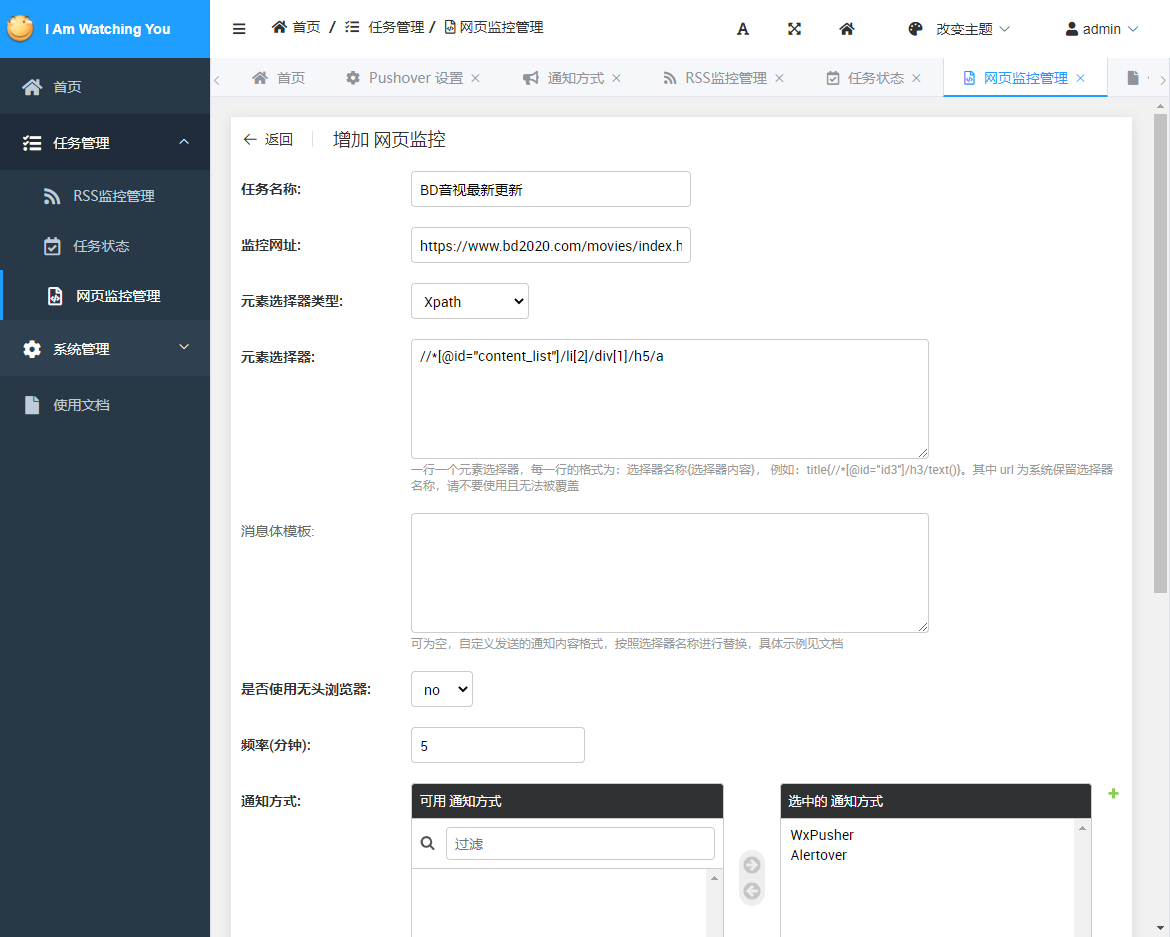 I Am Watching You
首页 / 任务管理 / 网页监控管理
A
改变主题
admin
首页
Pushover 设置
通知方式
RSS监控管理
任务状态
网页监控管理
首页
任务管理
RSS监控管理
任务状态
网页监控管理
系统管理
使用文档
返回
增加 网页监控
任务名称:
BD音视最新更新
监控网址:
https://www.bd2020.com/movies/index.h
元素选择器类型:
Xpath
元素选择器:
//*[@id="content_list"]/li[2]/div[1]/h5/a
一行一个元素选择器，每一行的格式为：选择器名称{选择器内容}， 例如：title{//*[@id="id3"]/h3/text()}。其中 url 为系统保留选择器
名称，请不要使用且无法被覆盖
消息体模板:
可为空，自定义发送的通知内容格式，按照选择器名称进行替换，具体示例见文档
是否使用无头浏览器:
no
频率(分钟):
5
通知方式:
可用 通知方式
过滤
选中的 通知方式
WxPusher
Alertover